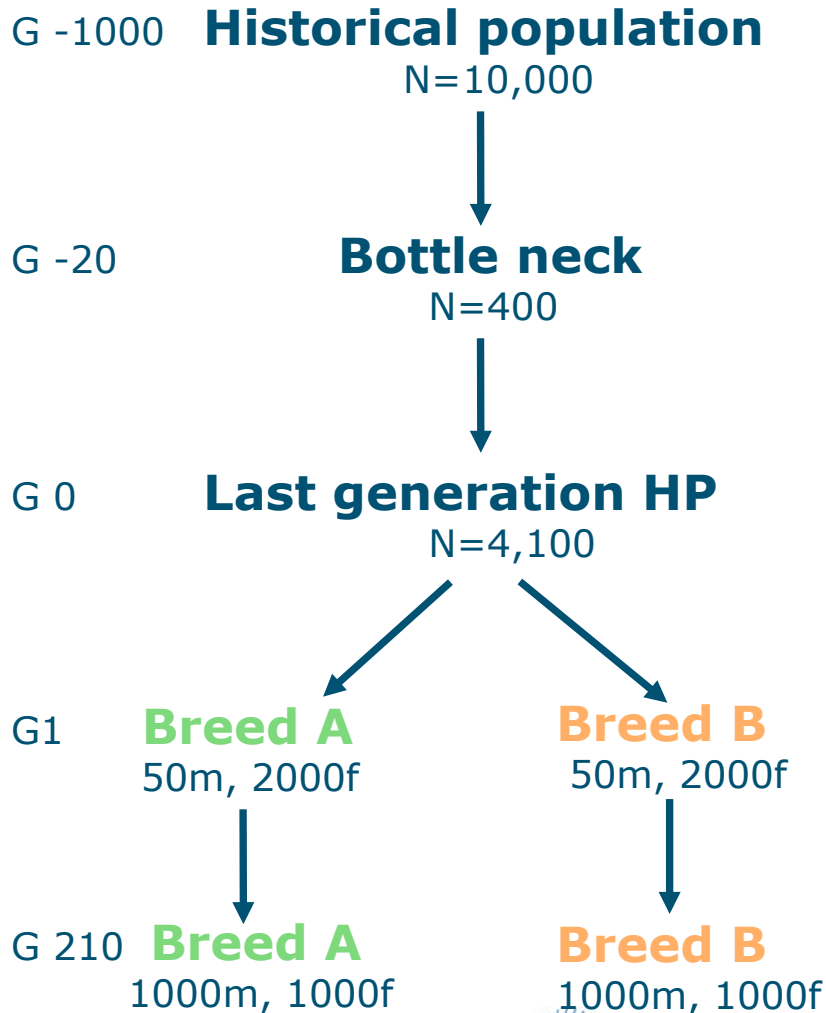 G -1000 Historical population
N=10,000
G -20 Bottle neck
N=400
G 0 Last generation HP
N=4,100
G1 Breed A Breed B
50m, 2000f 50m, 2000f
G 210 Breed A Breed B
1000m, 1000f 1000m, 1000f